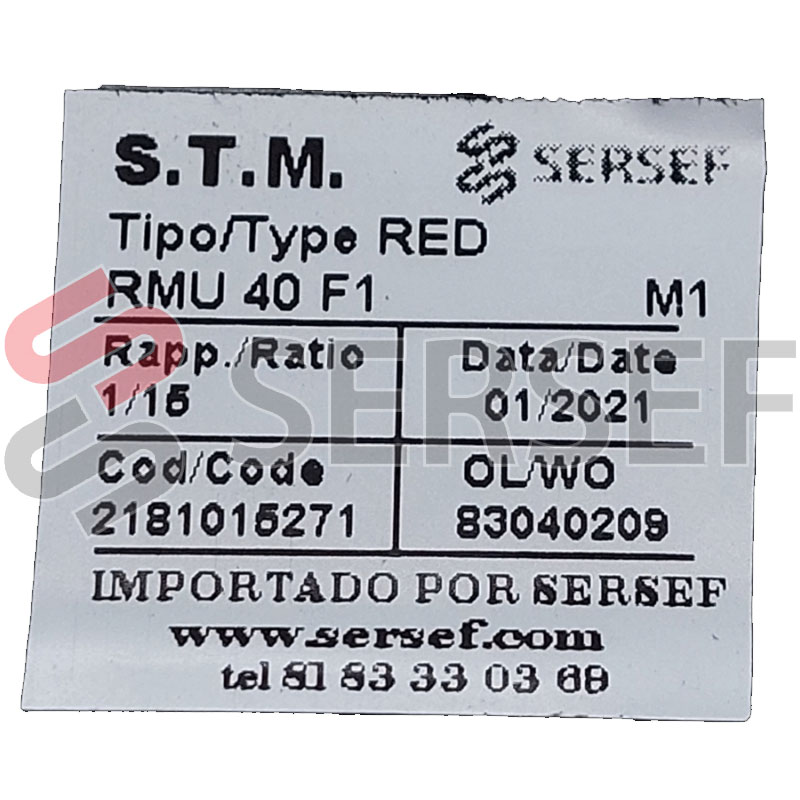 S.T.M. SERSEF
Tipo/Type RED
RMU 40 F1 M1
Rapp./Ratio Data/Date
1/15 01/2021
Cod/Code OL/WO
2181015271 83040209
IMPORTADO POR SERSEF
www.sersef.com
tel 81 83 33 03 69
SERSEF